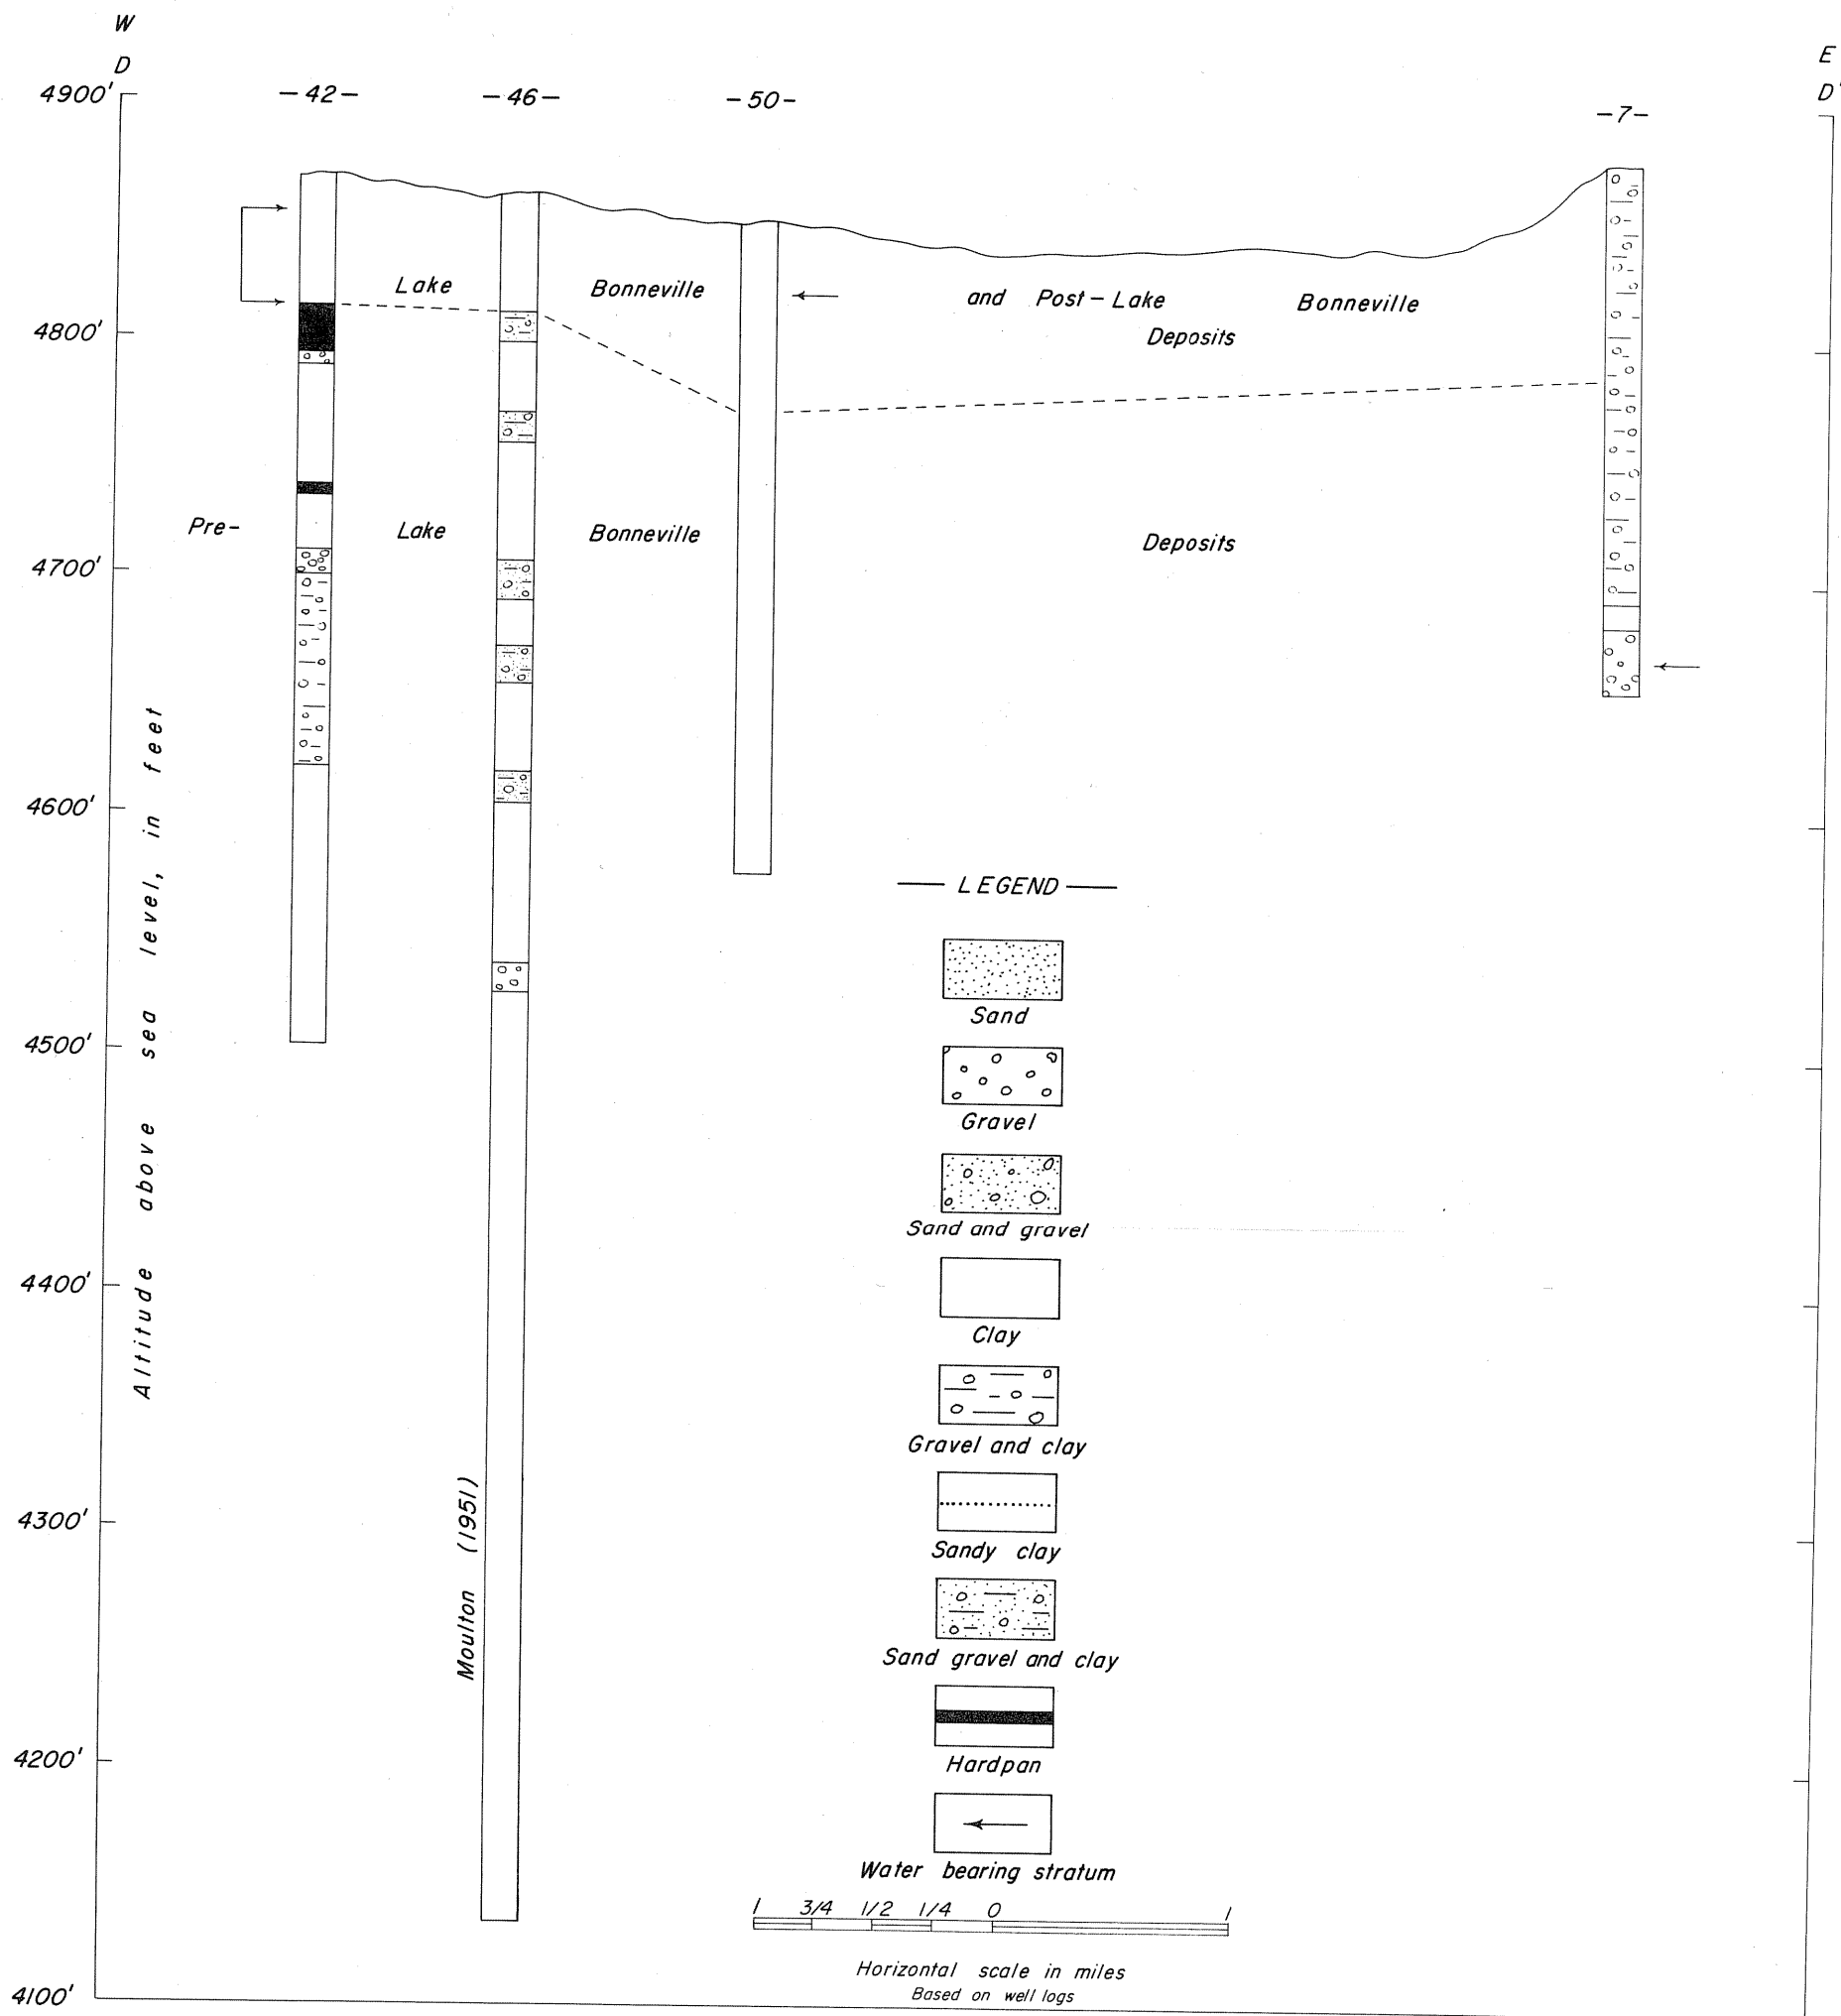 W
E
D
D'
4900'
-42-
-46-
-50-
-7-
Lake Bonneville and Post-Lake Bonneville
Deposits
4800'
Pre- Lake Bonneville Deposits
4700'
4600'
4500'
4400'
4300'
4200'
4100'
Altitude above sea level, in feet
Moulton (1951)
LEGEND
Sand
Gravel
Sand and gravel
Clay
Gravel and clay
Sandy clay
Sand gravel and clay
Hardpan
Water bearing stratum
1 3/4 1/2 1/4 0 1
Horizontal scale in miles
Based on well logs